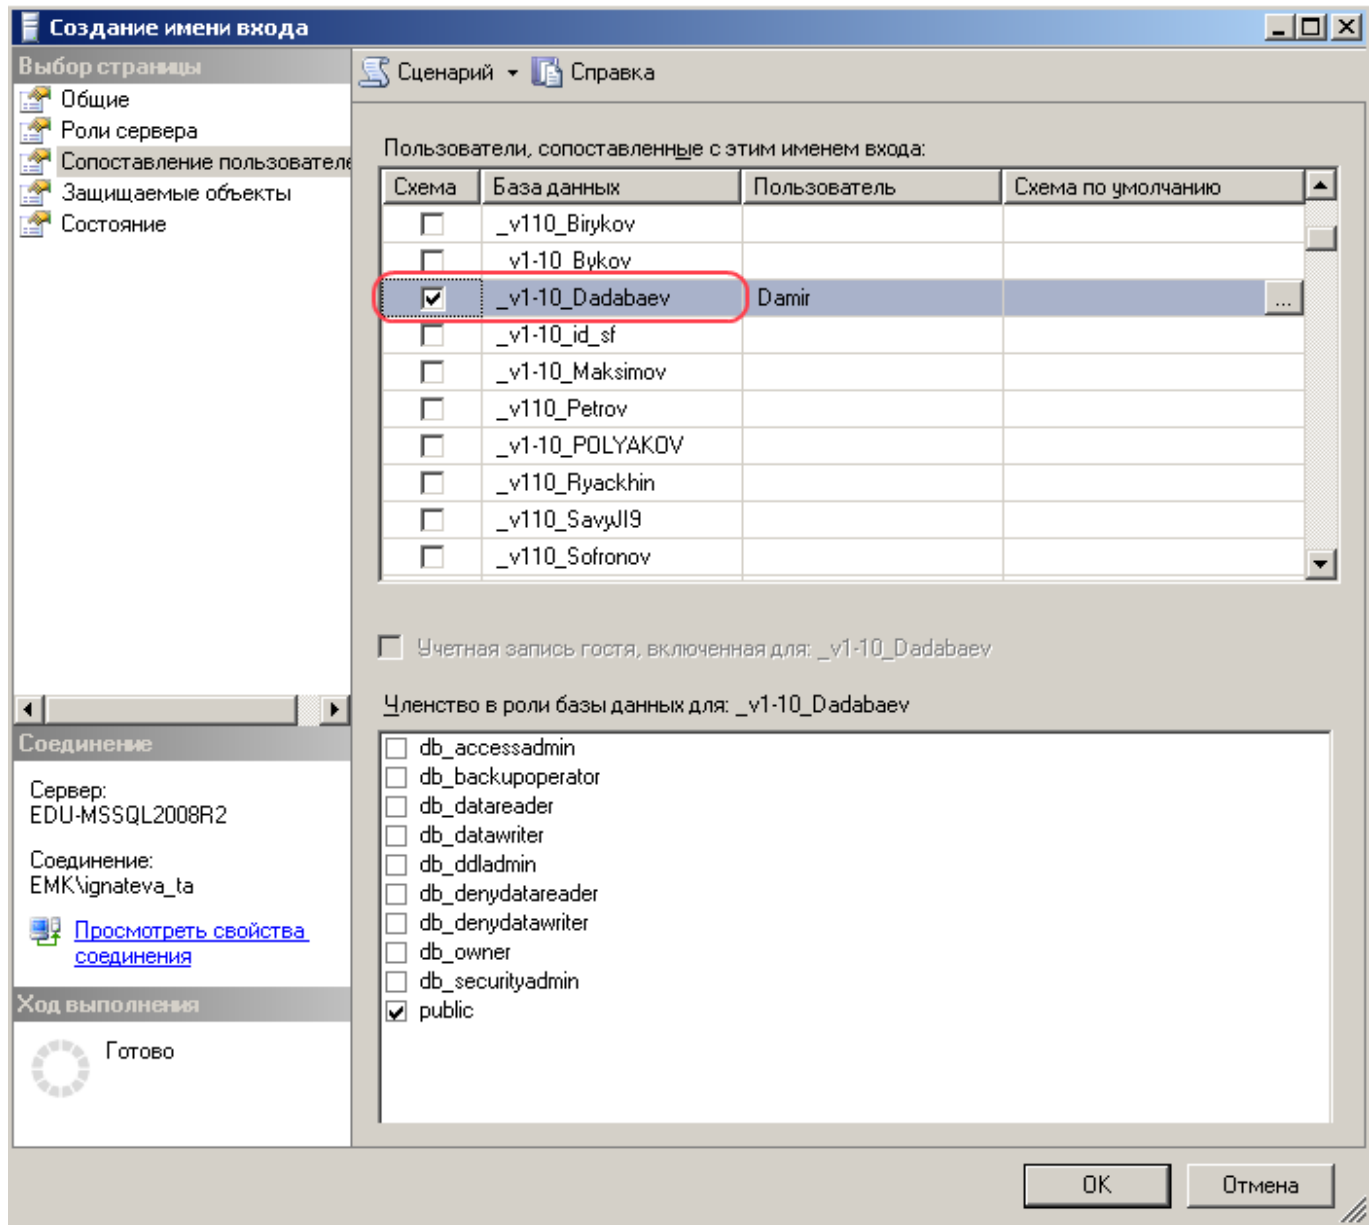 Создание имени входа
Выбор страницы
Общие
Роли сервера
Сопоставление пользователе
Защищаемые объекты
Состояние
Сценарий
Справка
Пользователи, сопоставленные с этим именем входа:
Схема База данных Пользователь Схема по умолчанию
_v110_Birykov
_v1-10_Bykov
_v1-10_Dadabaev Damir ...
_v1-10_id_sf
_v1-10_Maksimov
_v110_Petrov
_v1-10_POLYAKOV
_v110_Ryackhin
_v110_SavyJI9
_v110_Sofronov
Учетная запись гостя, включенная для: _v1-10_Dadabaev
Членство в роли базы данных для: _v1-10_Dadabaev
db_accessadmin
db_backupoperator
db_datareader
db_datawriter
db_ddladmin
db_denydatareader
db_denydatawriter
db_owner
db_securityadmin
public
Соединение
Сервер:
EDU-MSSQL2008R2
Соединение:
EMK\ignateva_ta
Просмотреть свойства
соединения
Ход выполнения
Готово
OK
Отмена